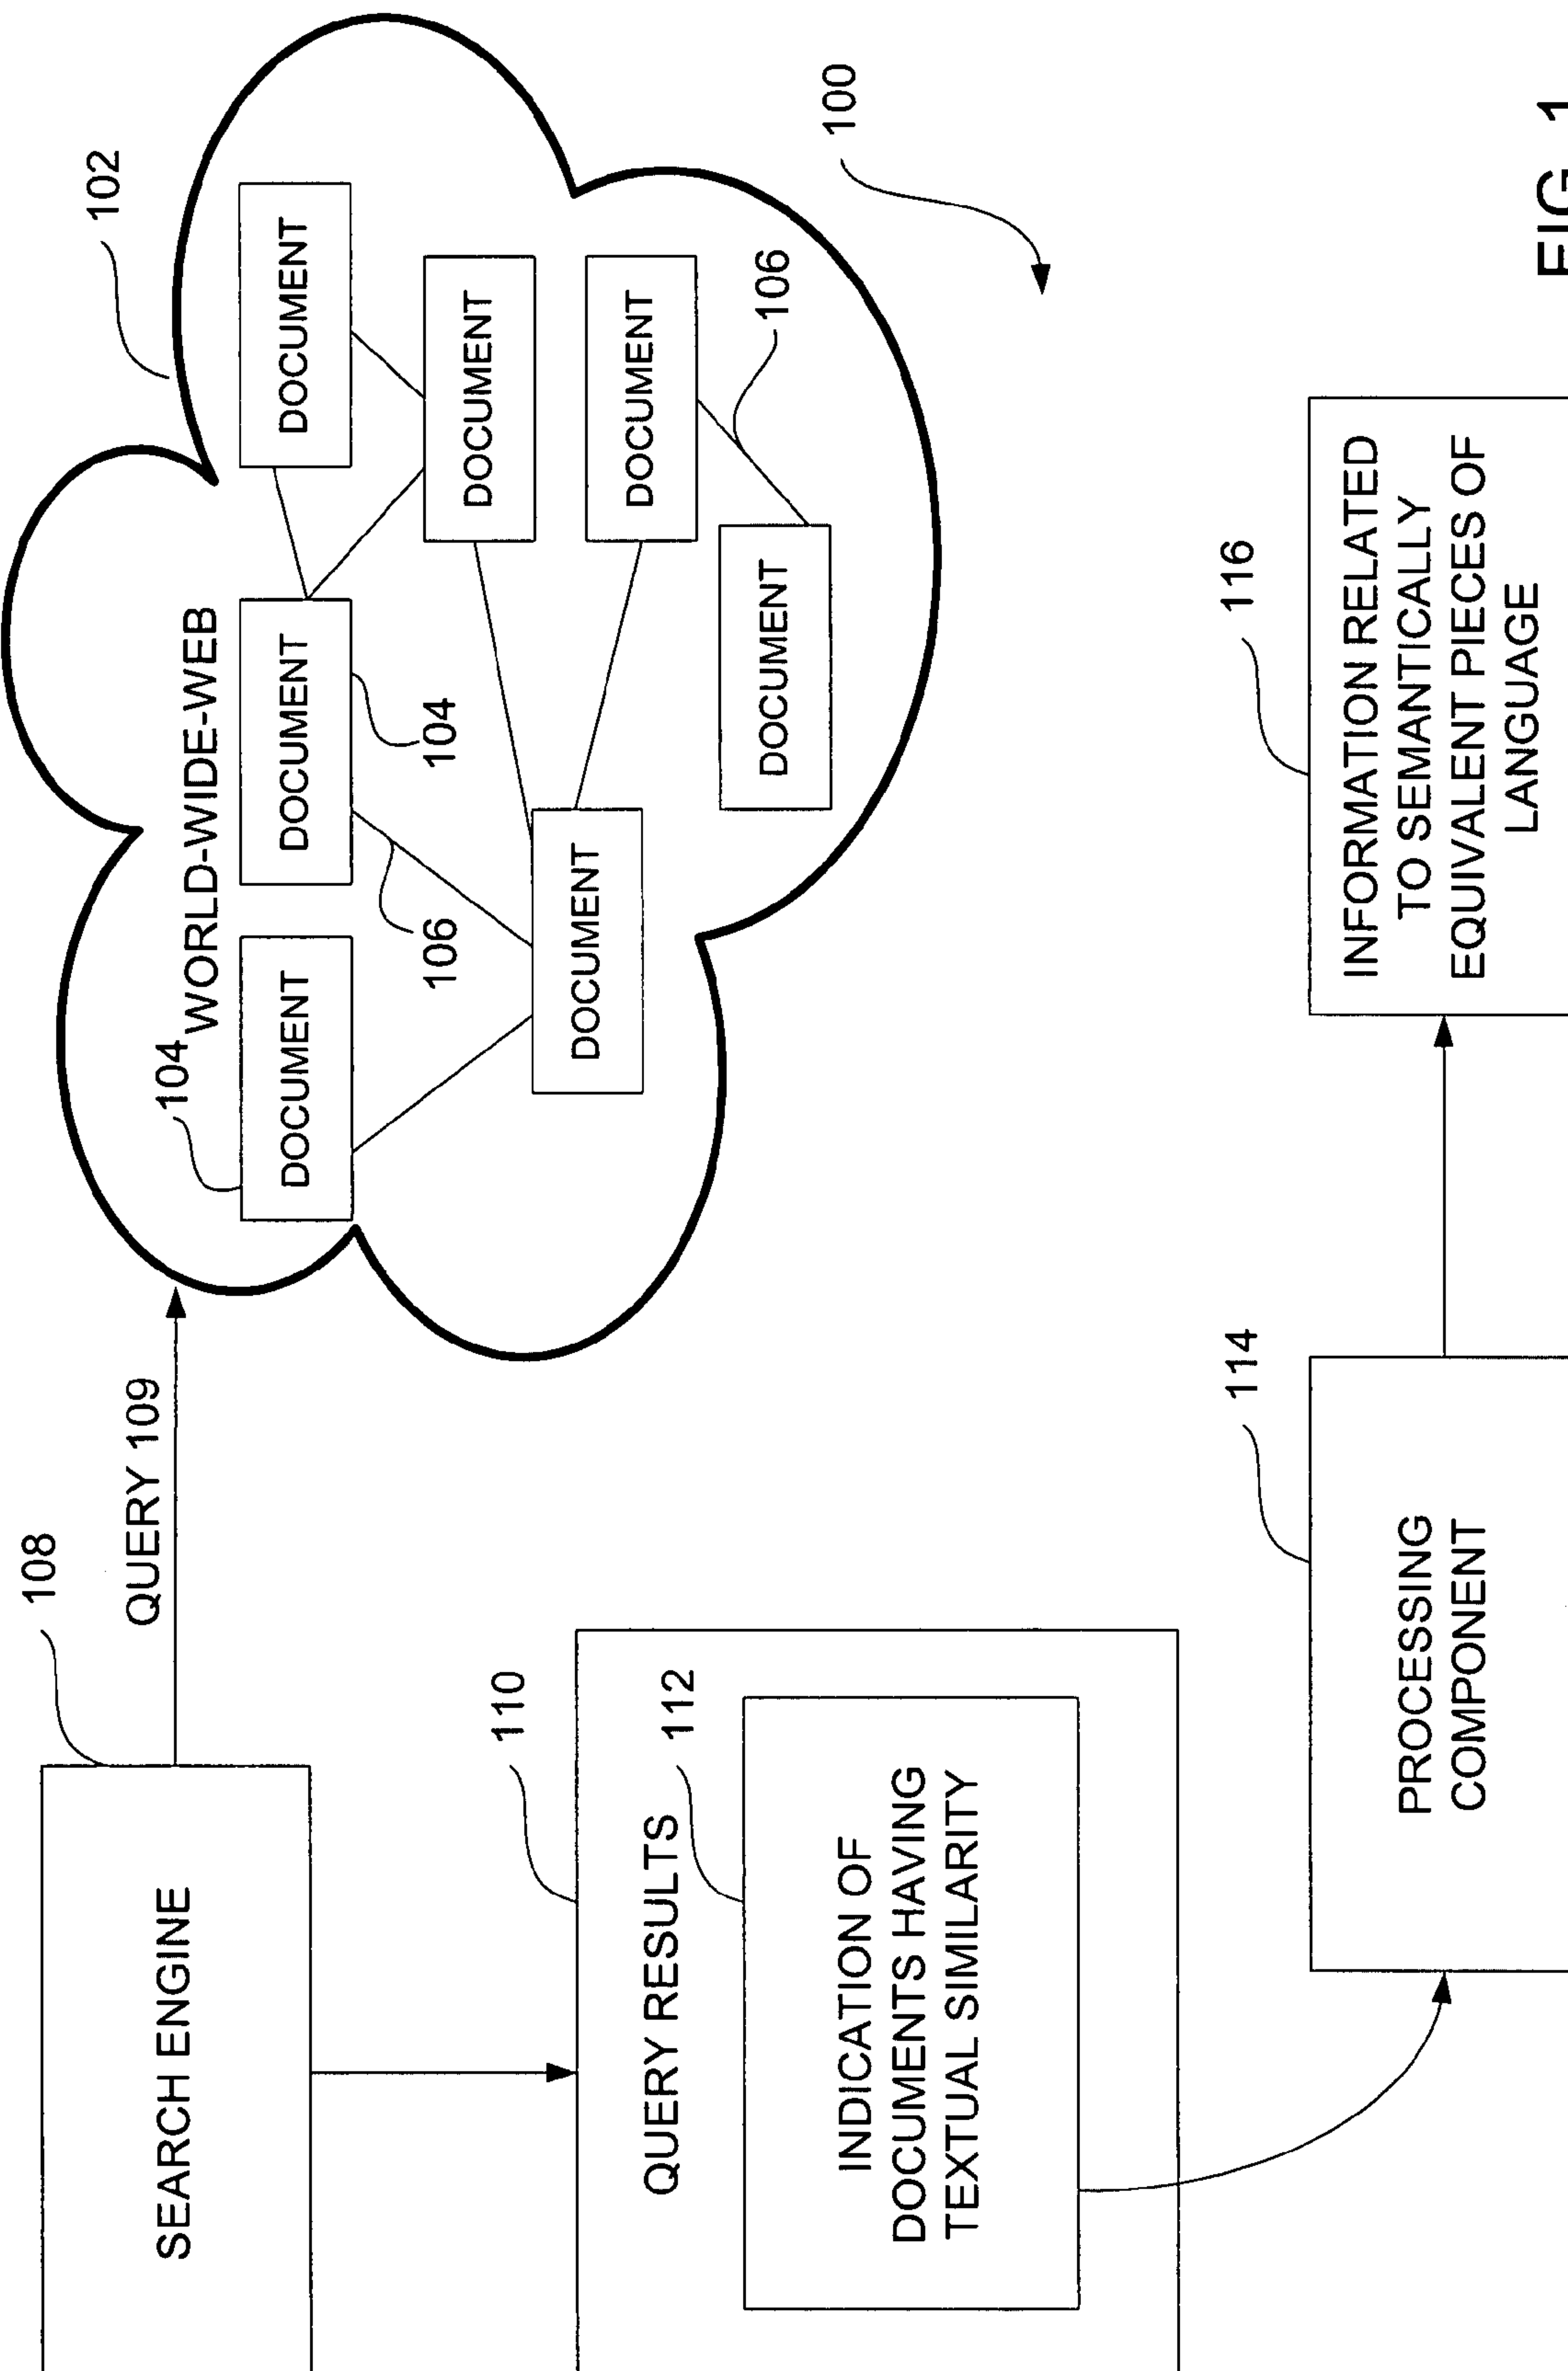 SEARCH ENGINE
108
QUERY 109
102
WORLD-WIDE-WEB
104
DOCUMENT
DOCUMENT
DOCUMENT
104
106
DOCUMENT
DOCUMENT
DOCUMENT
DOCUMENT
106
100
110
QUERY RESULTS
112
INDICATION OF
DOCUMENTS HAVING
TEXTUAL SIMILARITY
114
PROCESSING
COMPONENT
116
INFORMATION RELATED
TO SEMANTICALLY
EQUIVALENT PIECES OF
LANGUAGE
FIG. 1